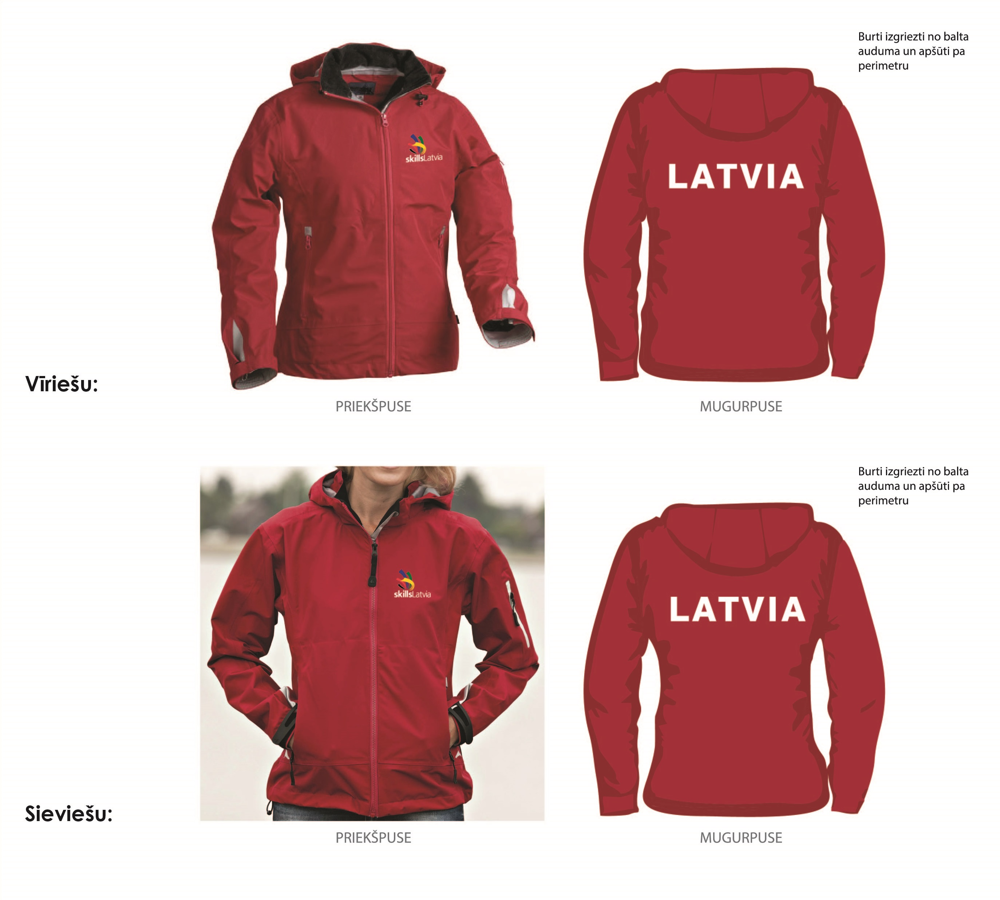 Burti izgriezti no balta
auduma un apšūti pa
perimetru
skillsLatvia
LATVIA
Vīriešu:
PRIEKŠPUSE
MUGURPUSE
Burti izgriezti no balta
auduma un apšūti pa
perimetru
skillsLatvia
LATVIA
Sieviešu:
PRIEKŠPUSE
MUGURPUSE